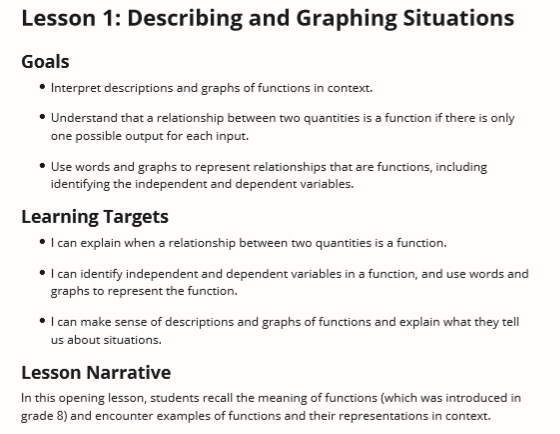 Lesson 1: Describing and Graphing Situations
Goals
• Interpret descriptions and graphs of functions in context.
• Understand that a relationship between two quantities is a function if there is only
one possible output for each input.
• Use words and graphs to represent relationships that are functions, including
identifying the independent and dependent variables.
Learning Targets
• I can explain when a relationship between two quantities is a function.
• I can identify independent and dependent variables in a function, and use words and
graphs to represent the function.
• I can make sense of descriptions and graphs of functions and explain what they tell
us about situations.
Lesson Narrative
In this opening lesson, students recall the meaning of functions (which was introduced in
grade 8) and encounter examples of functions and their representations in context.